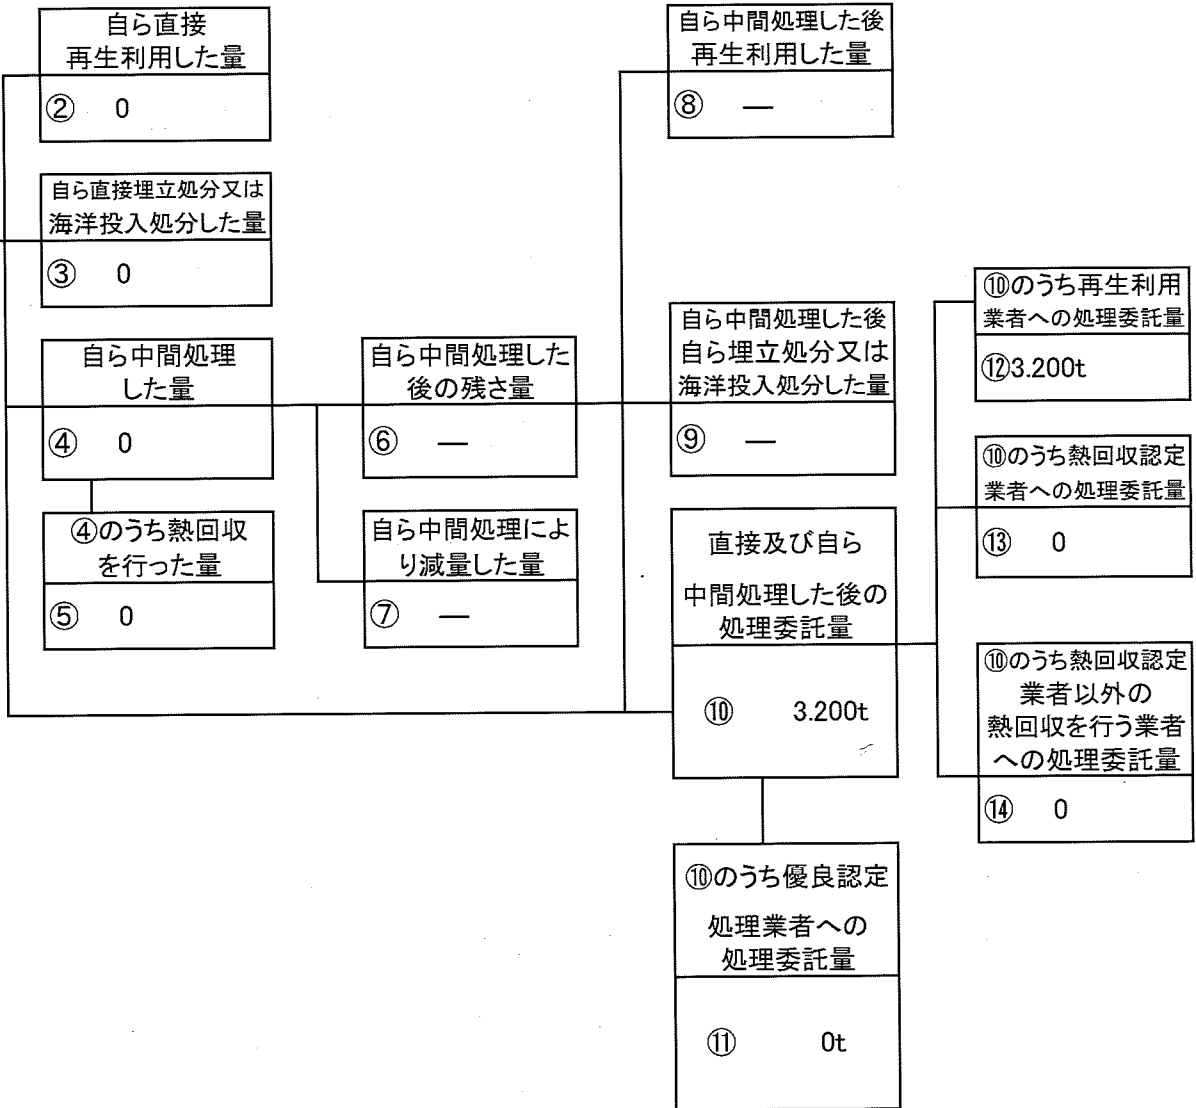 自ら直接
再生利用した量
② 0
自ら直接埋立処分又は
海洋投入処分した量
③ 0
自ら中間処理
した量
④ 0
④のうち熱回収
を行った量
⑤ 0
自ら中間処理した
後の残さ量
⑥ ―
自ら中間処理によ
り減量した量
⑦ ―
自ら中間処理した後
再生利用した量
⑧ ―
自ら中間処理した後
自ら埋立処分又は
海洋投入処分した量
⑨ ―
直接及び自ら
中間処理した後の
処理委託量
⑩ 3.200t
⑩のうち優良認定
処理業者への
処理委託量
⑪ 0t
⑩のうち再生利用
業者への処理委託量
⑫3.200t
⑩のうち熱回収認定
業者への処理委託量
⑬ 0
⑩のうち熱回収認定
業者以外の
熱回収を行う業者
への処理委託量
⑭ 0